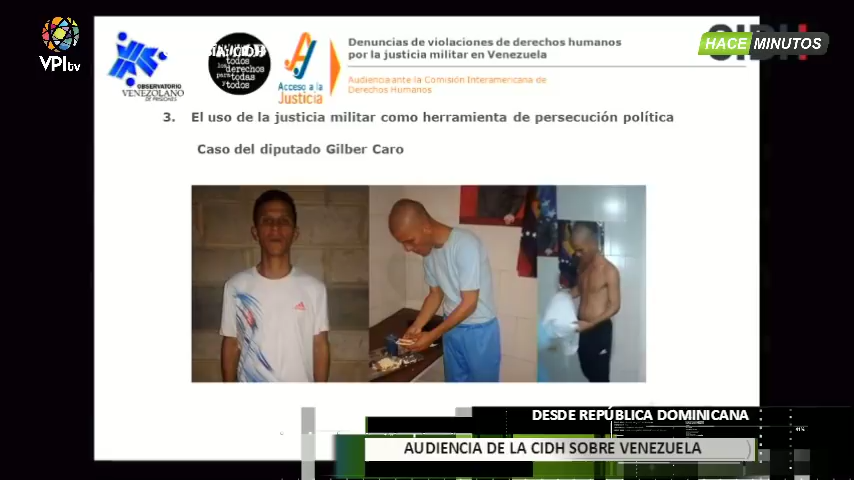 VPItv
OBSERVATORIO
VENEZOLANO
DE PRISIONES
todos
los derechos
para todas
y todos
Acceso a la
Justicia
Denuncias de violaciones de derechos humanos
por la justicia militar en Venezuela
Audiencia ante la Comisión Interamericana de
Derechos Humanos
CIDH
HACE MINUTOS
3. El uso de la justicia militar como herramienta de persecución política
Caso del diputado Gilber Caro
DESDE REPÚBLICA DOMINICANA
AUDIENCIA DE LA CIDH SOBRE VENEZUELA